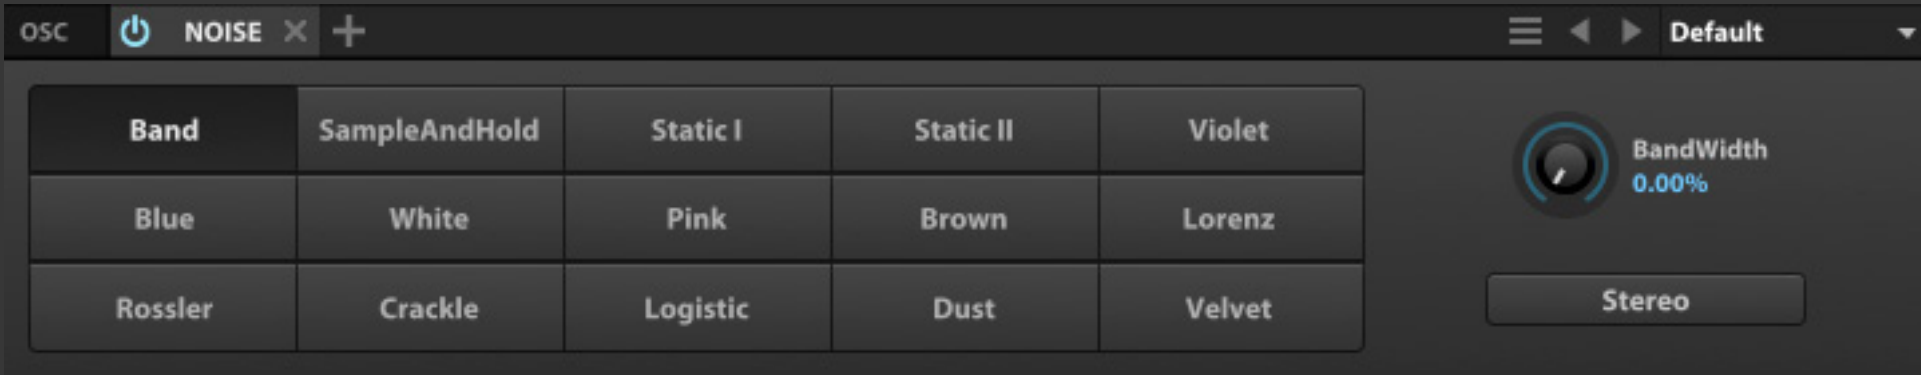 OSC NOISE Default
Band SampleAndHold Static I Static II Violet
BandWidth
0.00%
Blue White Pink Brown Lorenz
Rossler Crackle Logistic Dust Velvet
Stereo